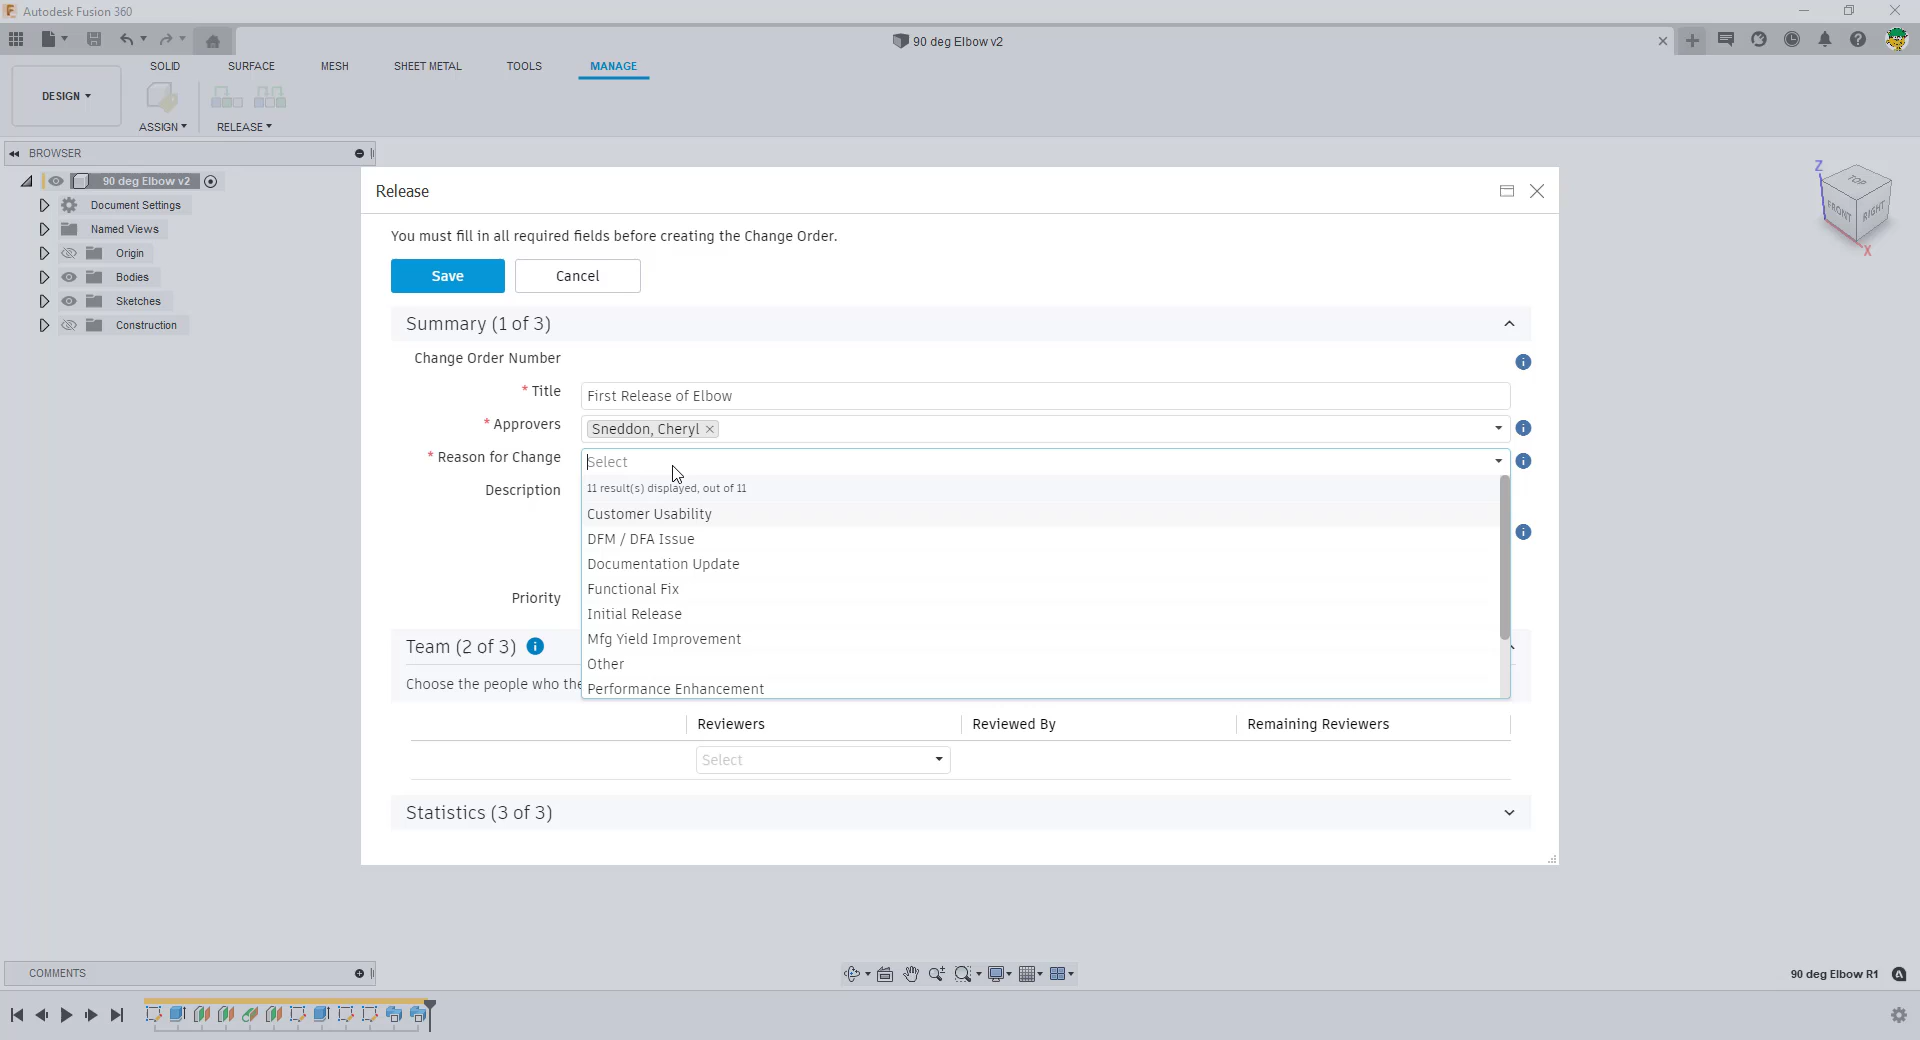 Autodesk Fusion 360
90 deg Elbow v2
SOLID
SURFACE
MESH
SHEET METAL
TOOLS
MANAGE
DESIGN
ASSIGN
RELEASE
BROWSER
90 deg Elbow v2
Document Settings
Named Views
Origin
Bodies
Sketches
Construction
Z
TOP
FRONT
RIGHT
X
Release
You must fill in all required fields before creating the Change Order.
Save
Cancel
Summary (1 of 3)
Change Order Number
* Title
First Release of Elbow
* Approvers
Sneddon, Cheryl
* Reason for Change
Select
Description
11 result(s) displayed, out of 11
Customer Usability
DFM / DFA Issue
Documentation Update
Functional Fix
Priority
Initial Release
Mfg Yield Improvement
Team (2 of 3)
Other
Choose the people who the
Performance Enhancement
Reviewers
Reviewed By
Remaining Reviewers
Select
Statistics (3 of 3)
COMMENTS
90 deg Elbow R1